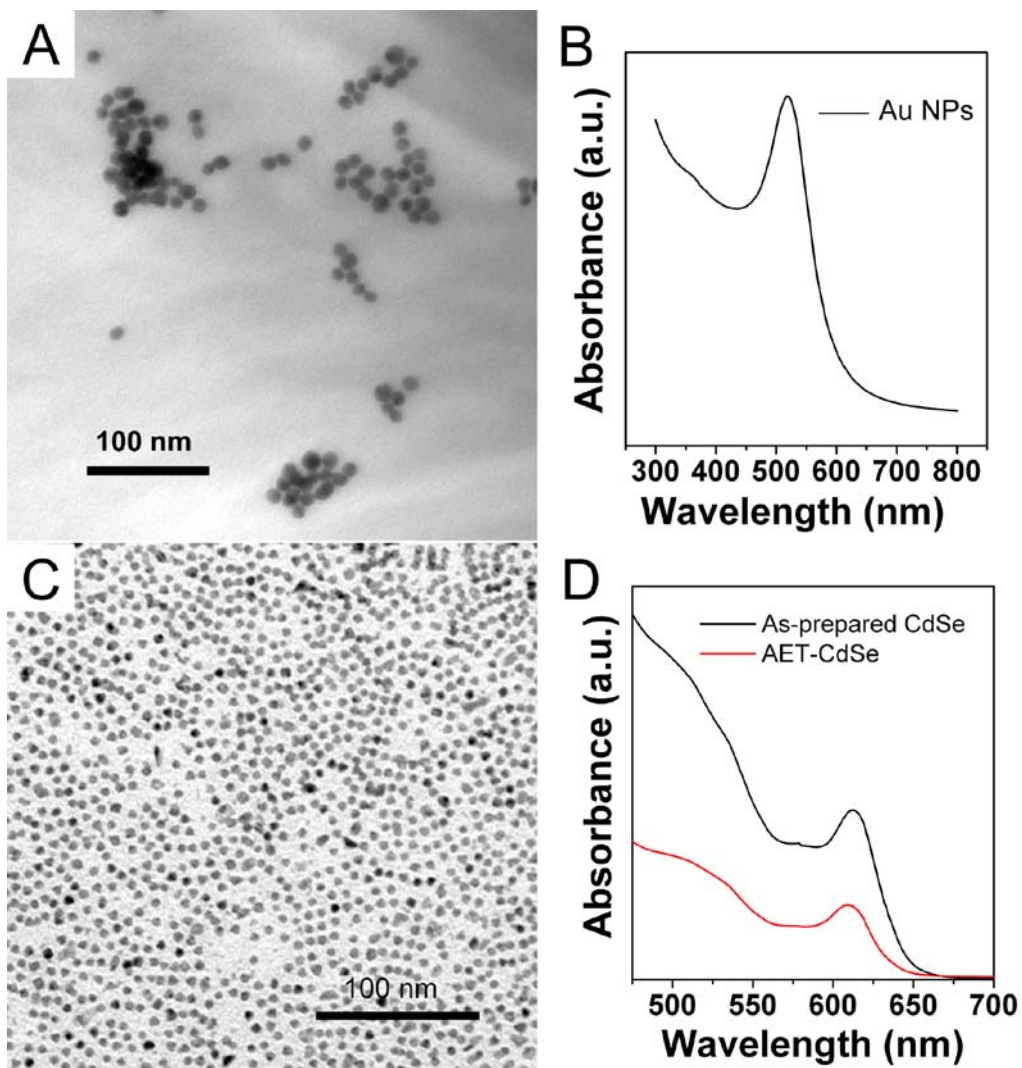 A
100 nm
B
Au NPs
Absorbance (a.u.)
300 400 500 600 700 800
Wavelength (nm)
C
100 nm
D
As-prepared CdSe
AET-CdSe
Absorbance (a.u.)
500 550 600 650 700
Wavelength (nm)